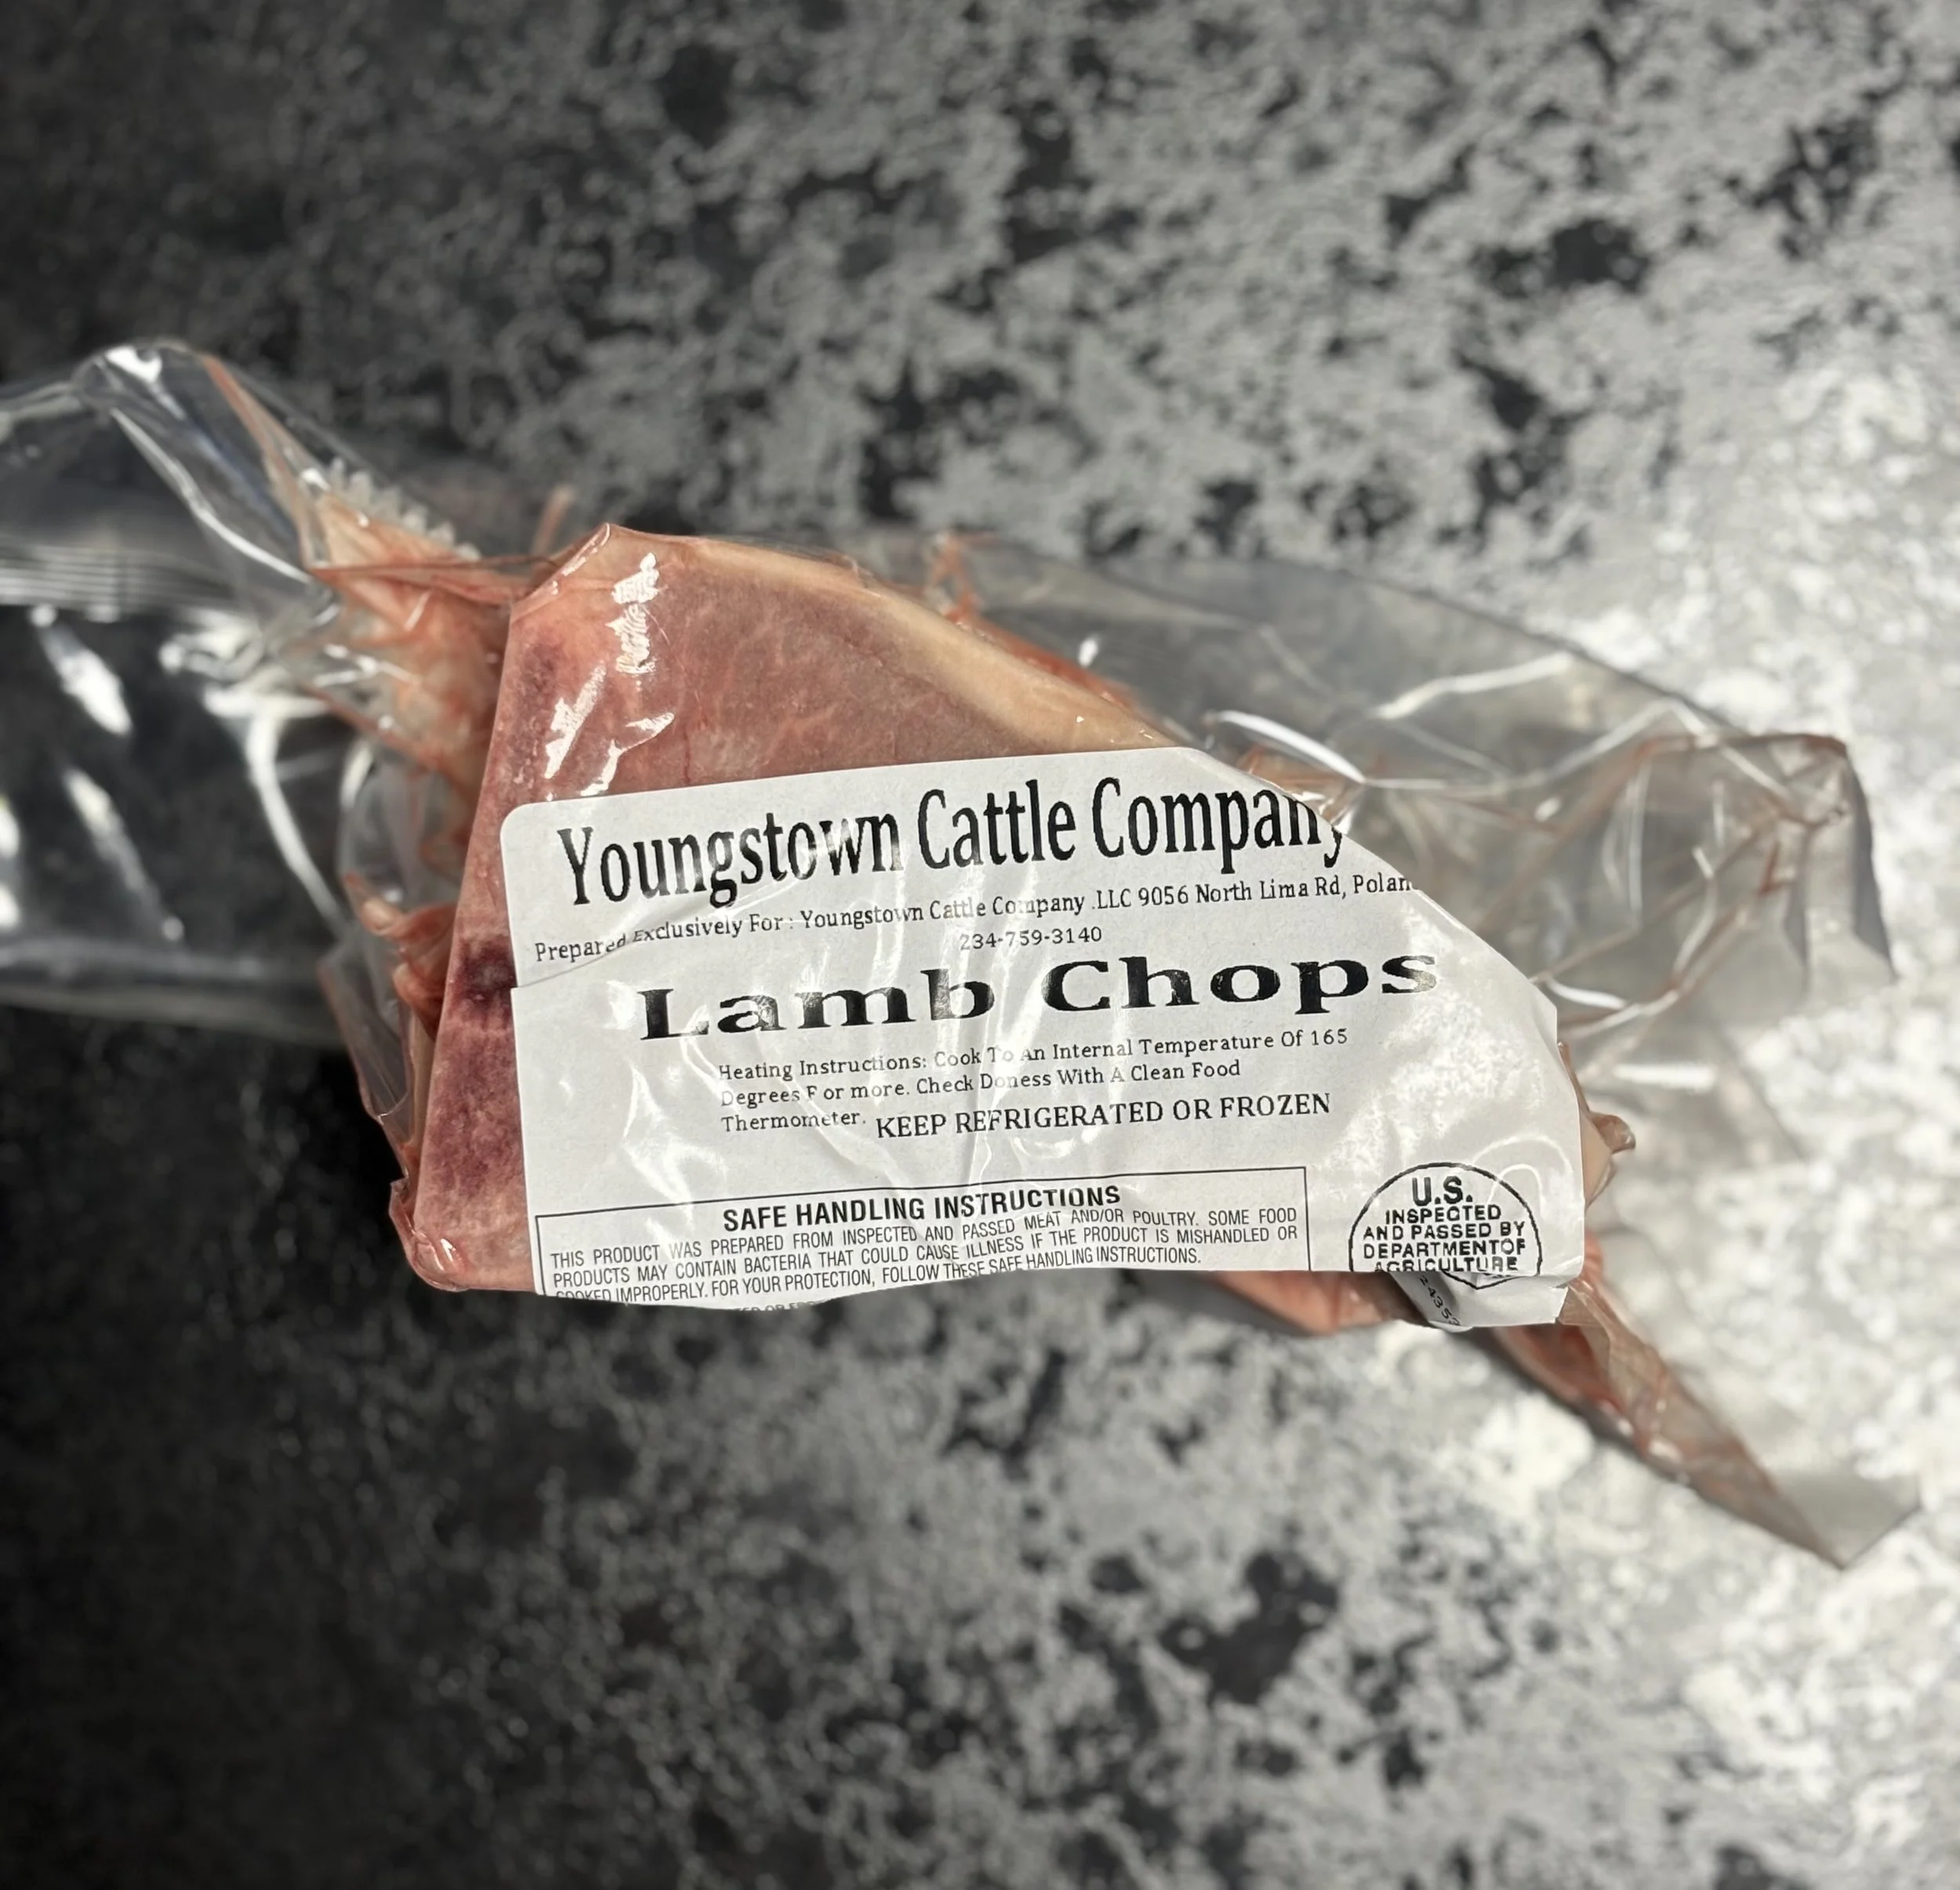 Youngstown Cattle Company
Prepared Exclusively For : Youngstown Cattle Company .LLC 9056 North Lima Rd, Polan
234-759-3140
Lamb Chops
Heating Instructions: Cook To An Internal Temperature Of 165
Degrees F or more. Check Doness With A Clean Food
Thermometer. KEEP REFRIGERATED OR FROZEN
SAFE HANDLING INSTRUCTIONS
THIS PRODUCT WAS PREPARED FROM INSPECTED AND PASSED MEAT AND/OR POULTRY. SOME FOOD
PRODUCTS MAY CONTAIN BACTERIA THAT COULD CAUSE ILLNESS IF THE PRODUCT IS MISHANDLED OR
COOKED IMPROPERLY. FOR YOUR PROTECTION, FOLLOW THESE SAFE HANDLING INSTRUCTIONS.
U.S.
INSPECTED
AND PASSED BY
DEPARTMENT OF
AGRICULTURE